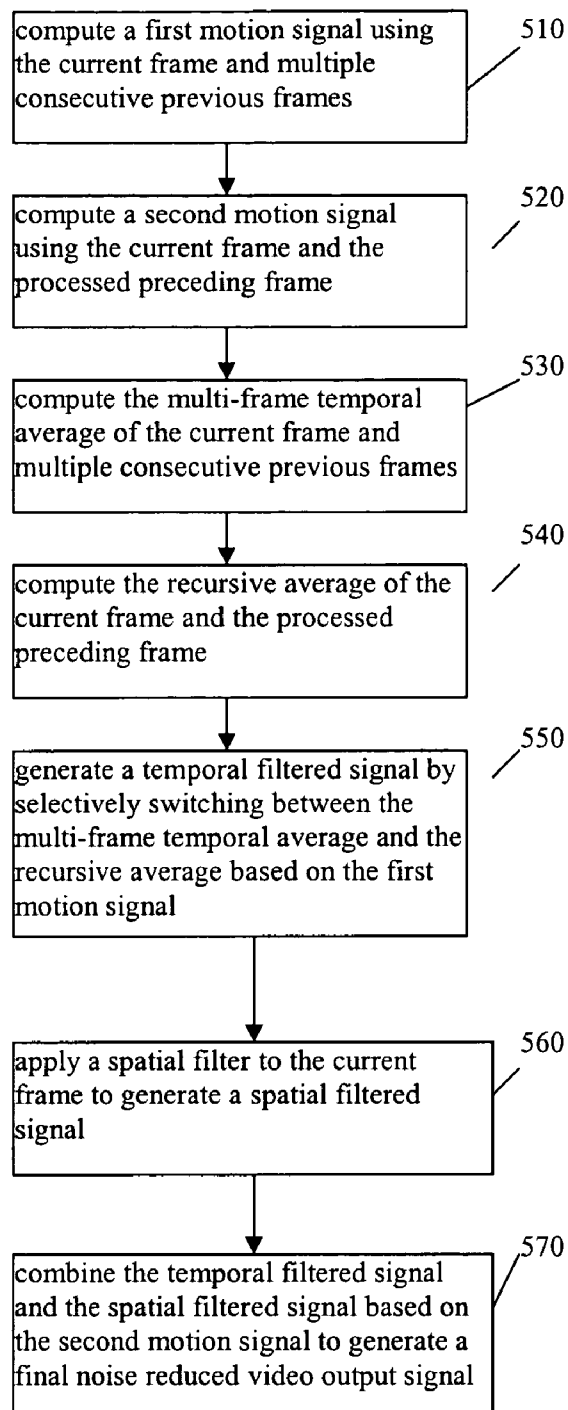 compute a first motion signal using
the current frame and multiple
consecutive previous frames
510
compute a second motion signal
using the current frame and the
processed preceding frame
520
compute the multi-frame temporal
average of the current frame and
multiple consecutive previous frames
530
compute the recursive average of the
current frame and the processed
preceding frame
540
generate a temporal filtered signal by
selectively switching between the
multi-frame temporal average and the
recursive average based on the first
motion signal
550
apply a spatial filter to the current
frame to generate a spatial filtered
signal
560
combine the temporal filtered signal
and the spatial filtered signal based on
the second motion signal to generate a
final noise reduced video output signal
570